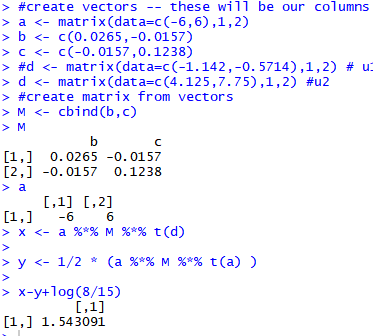 > #create vectors -- these will be our columns
> a <- matrix(data=c(-6,6),1,2)
> b <- c(0.0265,-0.0157)
> c <- c(-0.0157,0.1238)
> #d <- matrix(data=c(-1.142,-0.5714),1,2) # u1
> d <- matrix(data=c(4.125,7.75),1,2) #u2
> #create matrix from vectors
> M <- cbind(b,c)
> M
b c
[1,] 0.0265 -0.0157
[2,] -0.0157 0.1238
> a
[,1] [,2]
[1,] -6 6
> x <- a %*% M %*% t(d)
>
> y <- 1/2 * (a %*% M %*% t(a) )
>
> x-y+log(8/15)
[,1]
[1,] 1.543091